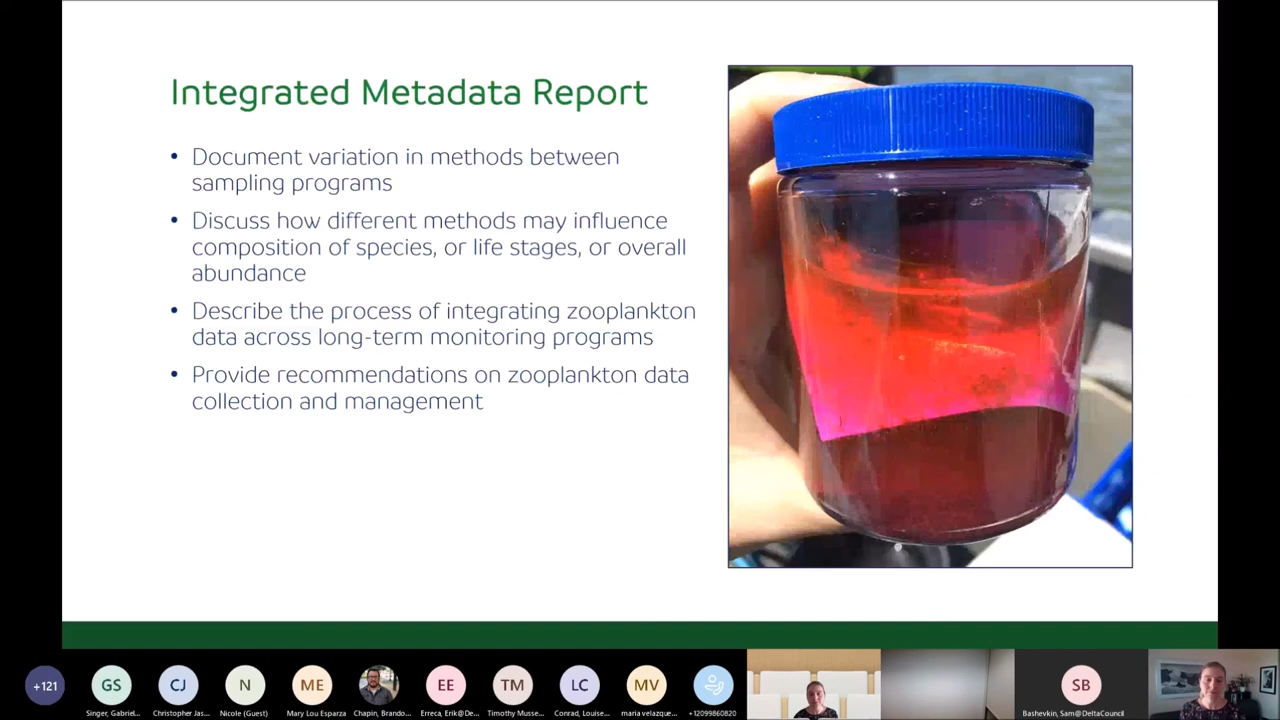 Integrated Metadata Report
• Document variation in methods between
sampling programs
• Discuss how different methods may influence
composition of species, or life stages, or overall
abundance
• Describe the process of integrating zooplankton
data across long-term monitoring programs
• Provide recommendations on zooplankton data
collection and management
+121
GS
CJ
N
ME
EE
TM
LC
MV
SB
Singer, Gabriel...
Christopher Jas...
Nicole (Guest)
Mary Lou Esparza
Chapin, Brando...
Erreca, Erik@De...
Timothy Musse...
Conrad, Louise...
maria velazque...
+12099860820
Bashevkin, Sam@DeltaCouncil